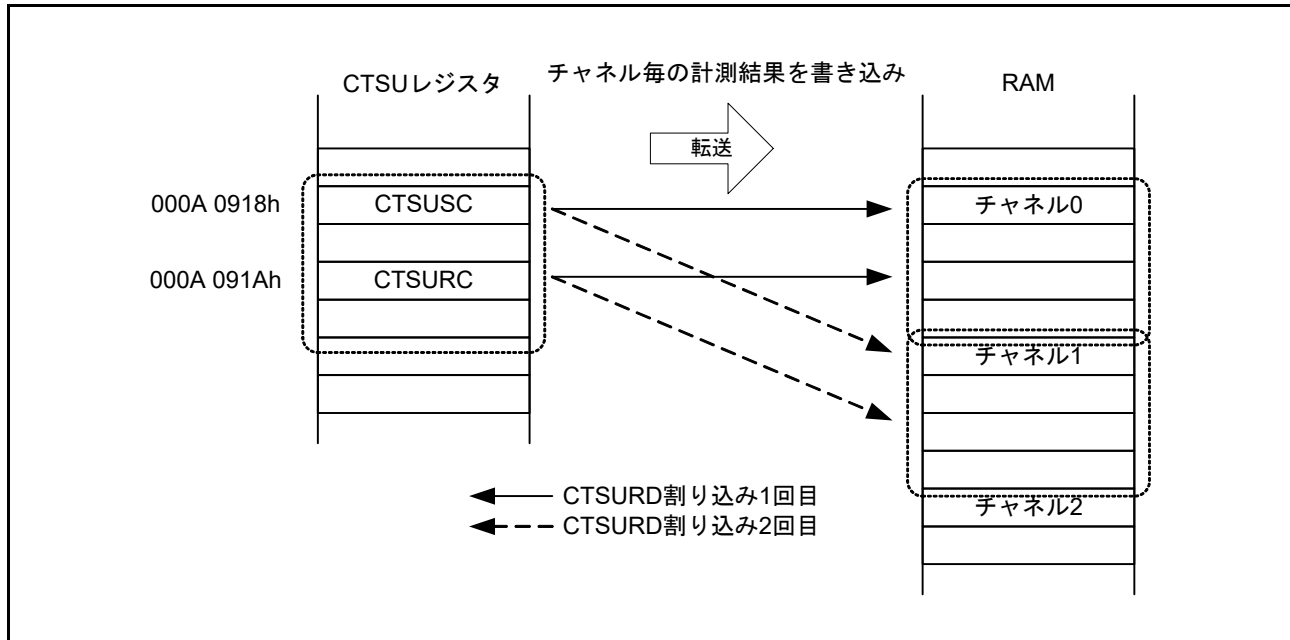 チャネル毎の計測結果を書き込み
CTSUレジスタ
RAM
転送
000A 0918h
CTSUSC
チャネル0
000A 091Ah
CTSURC
チャネル1
CTSURD割り込み1回目
チャネル2
CTSURD割り込み2回目